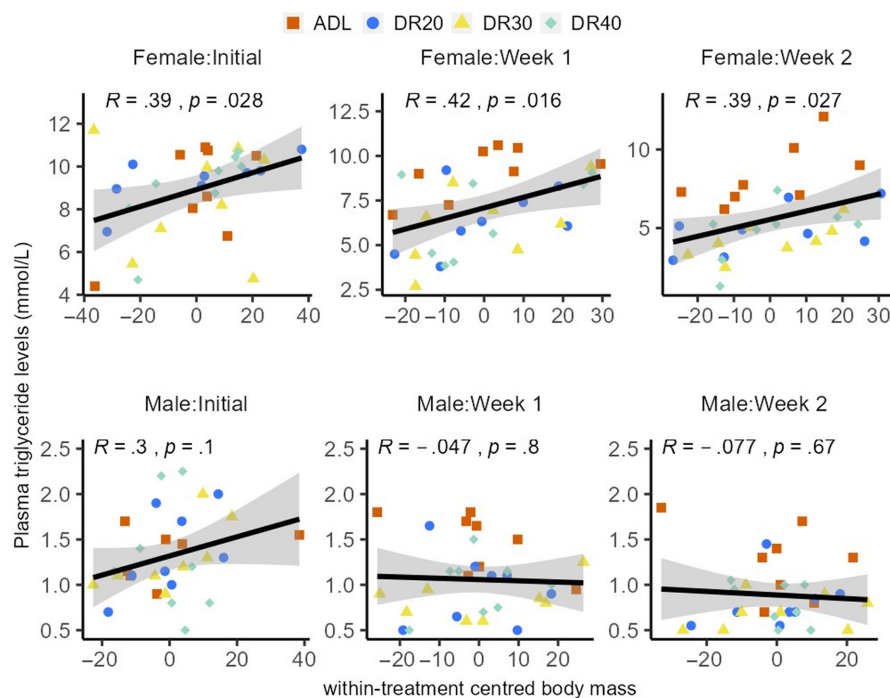 ADL DR20 DR30 DR40
Female:Initial Female:Week 1 Female:Week 2
R = .39 , p = .028 R = .42 , p = .016 R = .39 , p = .027
12 10 8 6 4
12.5 10.0 7.5 5.0 2.5
10 5
−40 −20 0 20 40
−20 −10 0 10 20 30
−20 −10 0 10 20 30
Plasma triglyceride levels (mmol/L)
Male:Initial Male:Week 1 Male:Week 2
R = .3 , p = .1 R = − .047 , p = .8 R = − .077 , p = .67
2.5 2.0 1.5 1.0 0.5
2.5 2.0 1.5 1.0 0.5
2.5 2.0 1.5 1.0 0.5
−20 0 20 40
−20 0 20
−20 0 20
within-treatment centred body mass